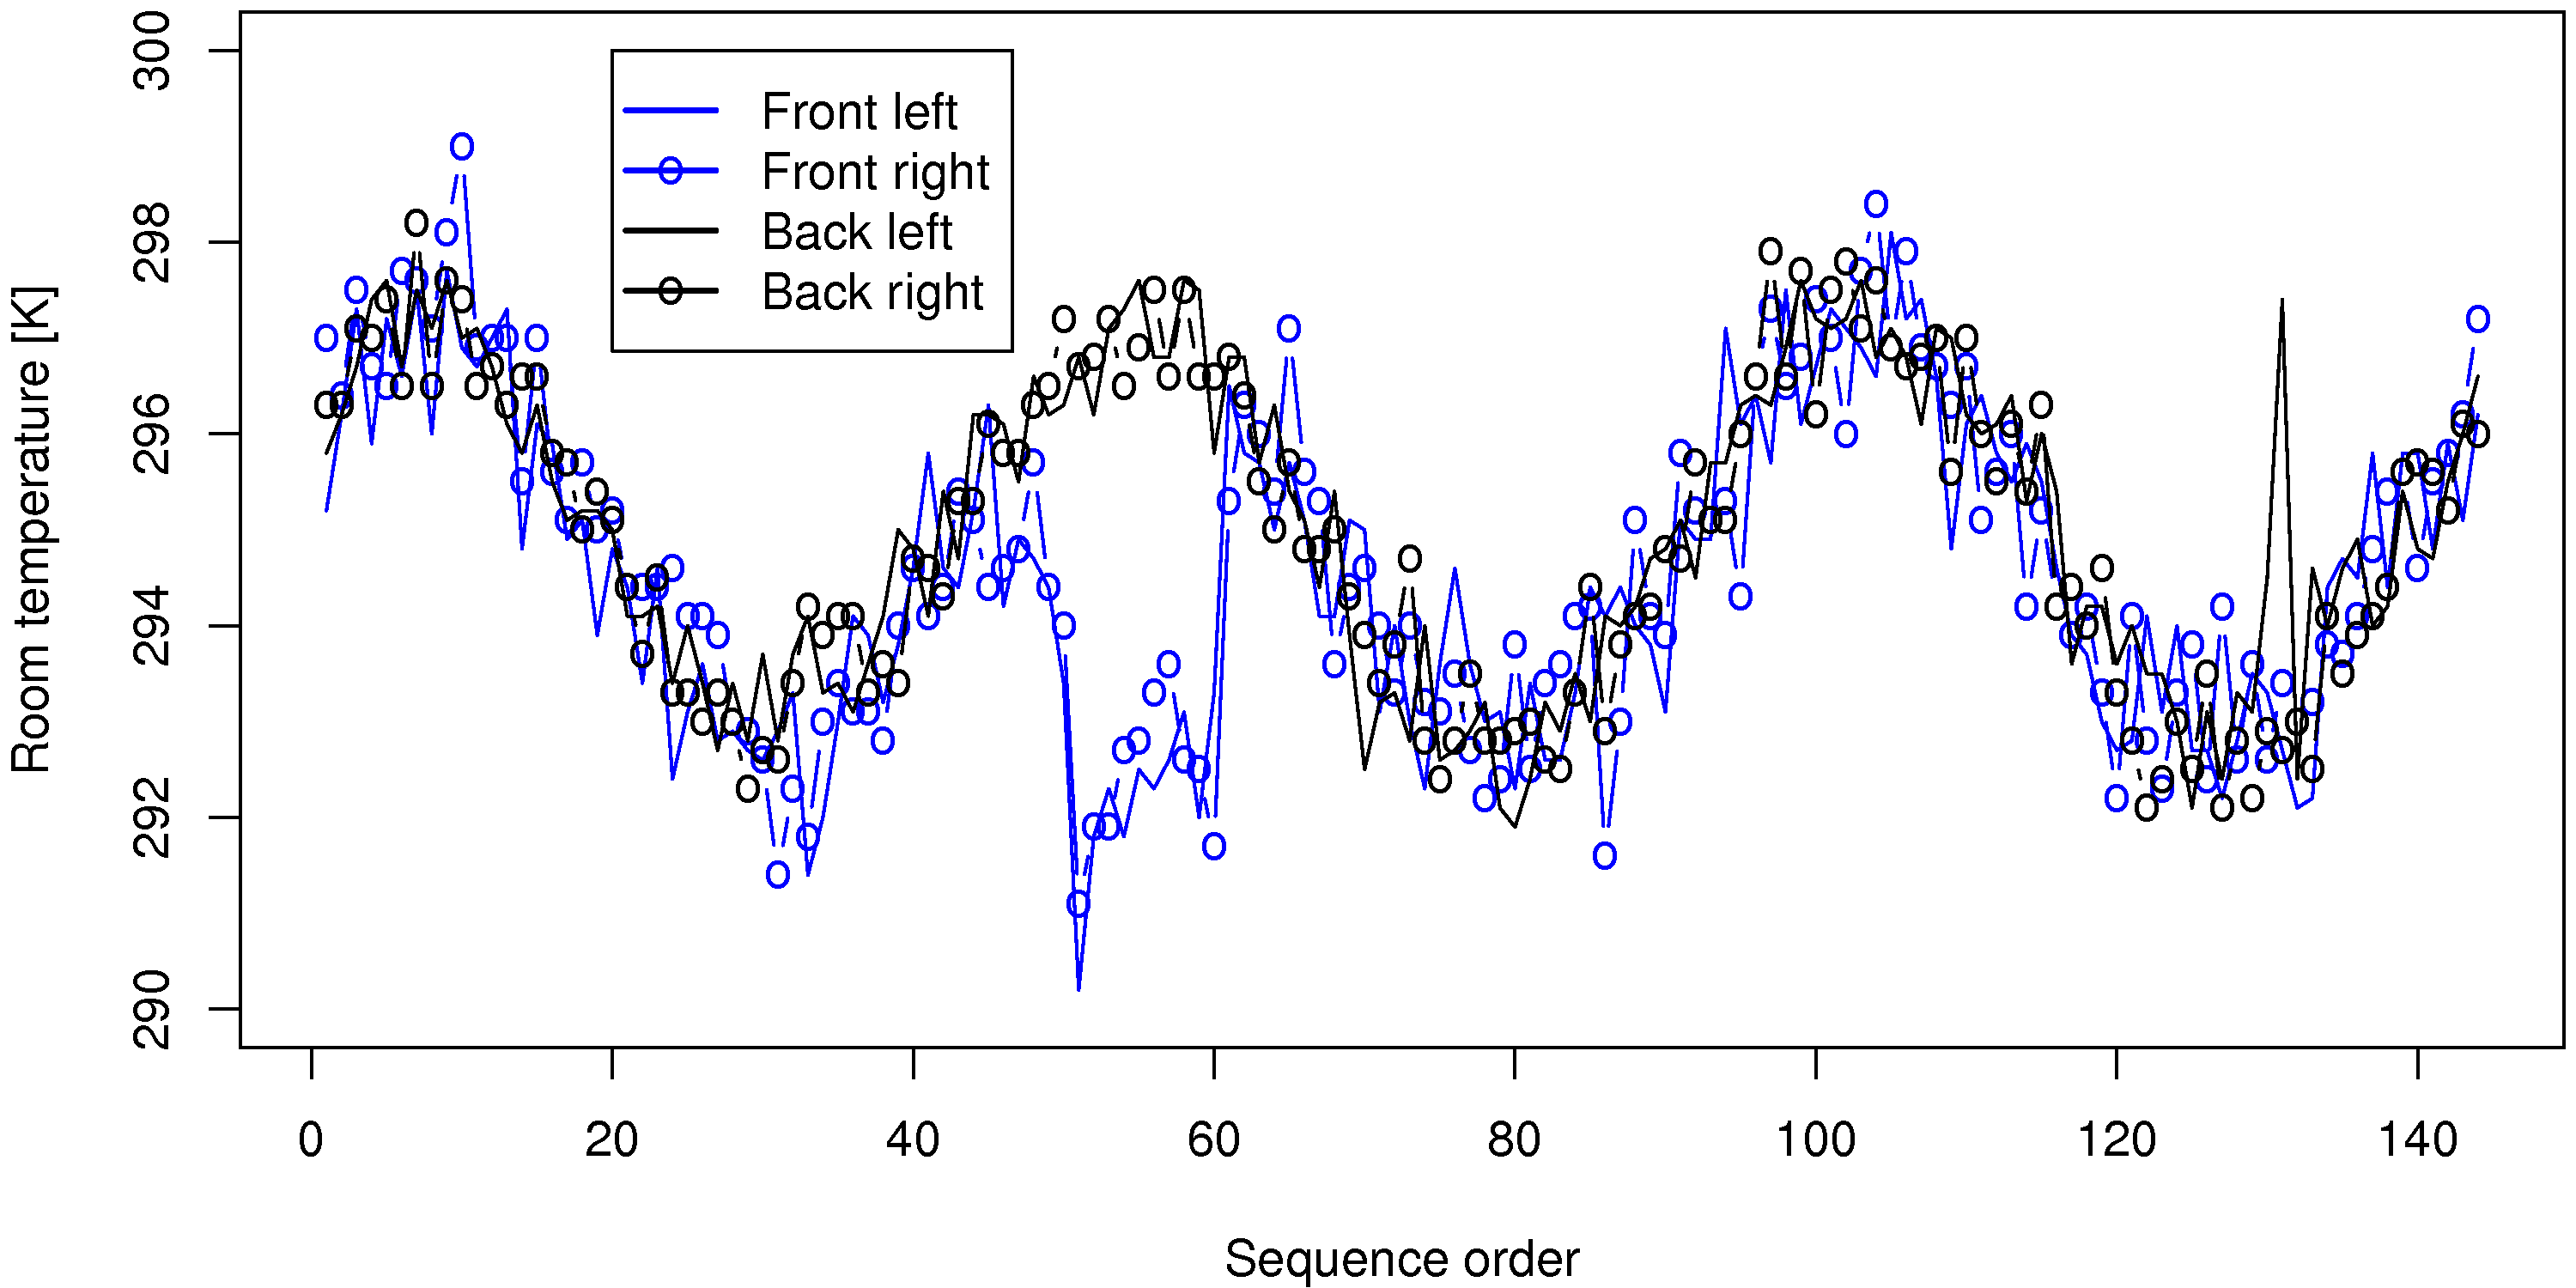 Room temperature [K]
300
298
296
294
292
290
Front left
Front right
Back left
Back right
0 20 40 60 80 100 120 140
Sequence order